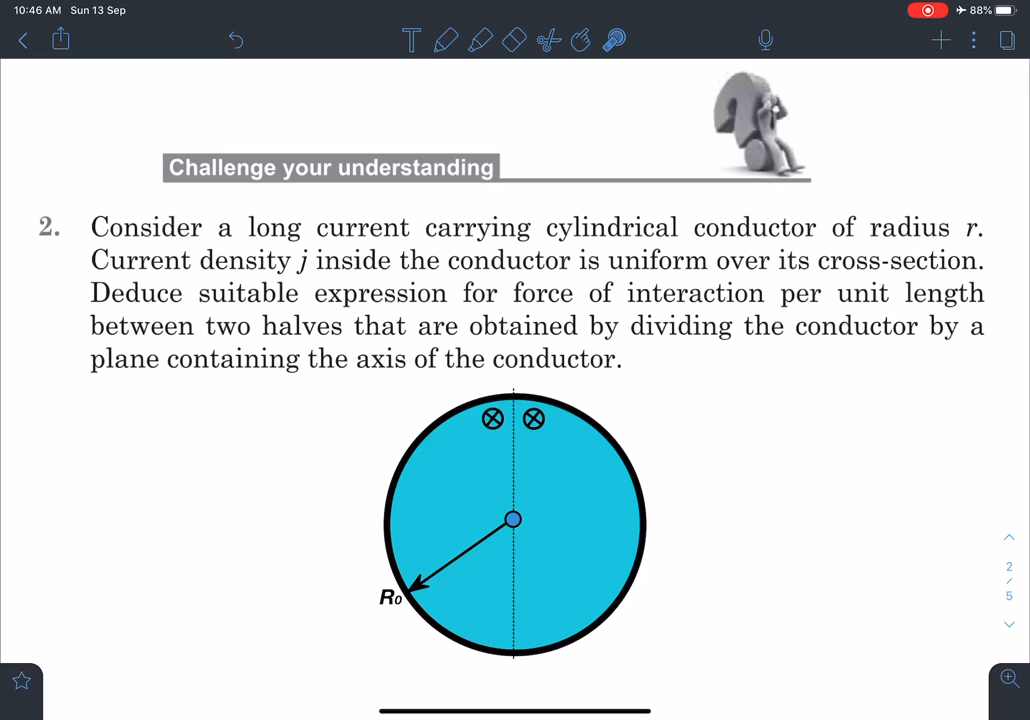 10:46 AM Sun 13 Sep
88%
T
Challenge your understanding
2. Consider a long current carrying cylindrical conductor of radius r.
Current density j inside the conductor is uniform over its cross-section.
Deduce suitable expression for force of interaction per unit length
between two halves that are obtained by dividing the conductor by a
plane containing the axis of the conductor.
R₀
2
/
5